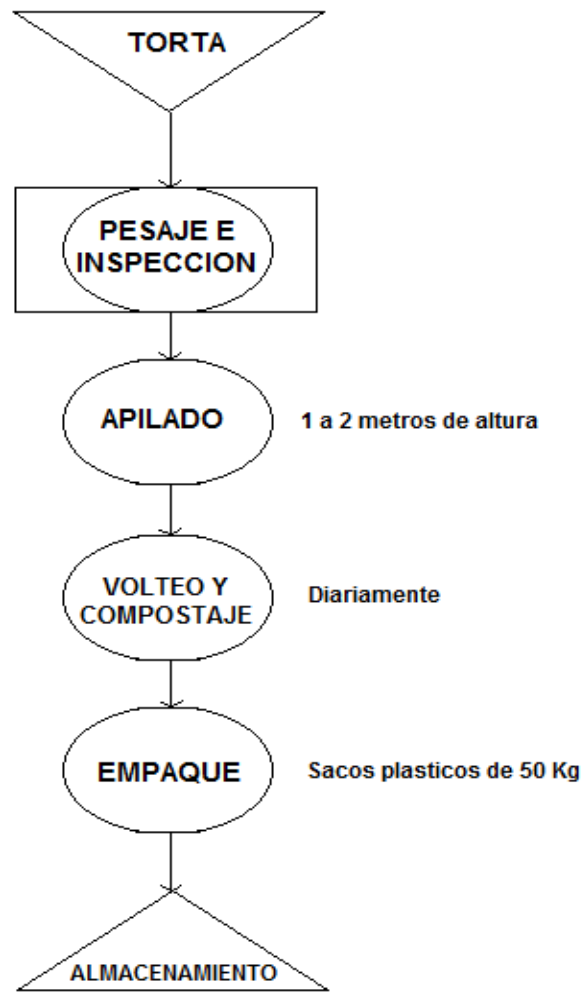 TORTA
PESAJE E
INSPECCION
APILADO
1 a 2 metros de altura
VOLTEO Y
COMPOSTAJE
Diariamente
EMPAQUE
Sacos plasticos de 50 Kg
ALMACENAMIENTO